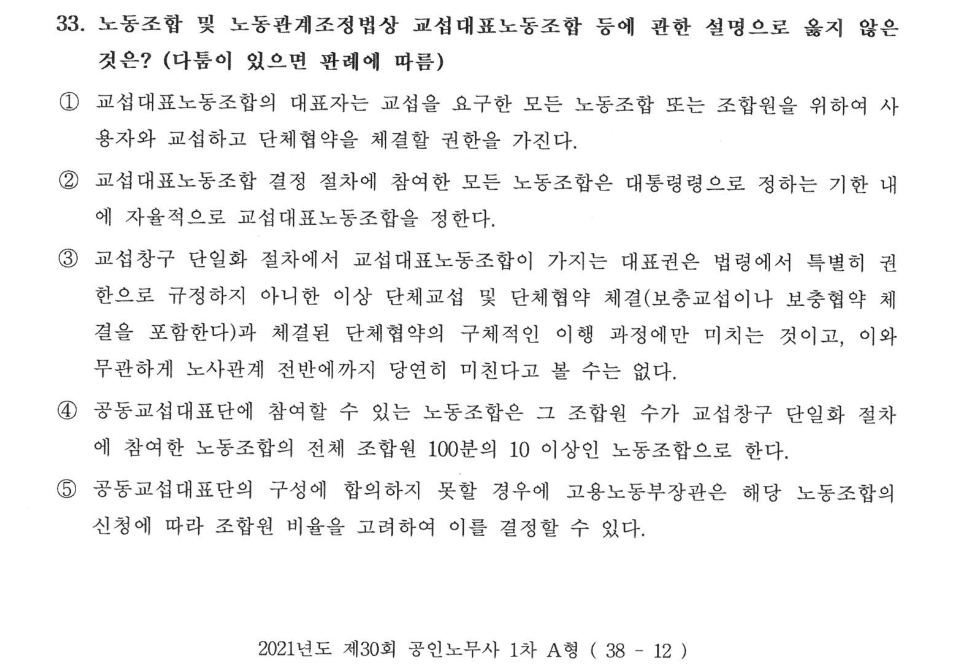 33. 노동조합 및 노동관계조정법상 교섭대표노동조합 등에 관한 설명으로 옳지 않은
것은? (다툼이 있으면 판례에 따름)
① 교섭대표노동조합의 대표자는 교섭을 요구한 모든 노동조합 또는 조합원을 위하여 사
용자와 교섭하고 단체협약을 체결할 권한을 가진다.
② 교섭대표노동조합 결정 절차에 참여한 모든 노동조합은 대통령령으로 정하는 기한 내
에 자율적으로 교섭대표노동조합을 정한다.
③ 교섭창구 단일화 절차에서 교섭대표노동조합이 가지는 대표권은 법령에서 특별히 권
한으로 규정하지 아니한 이상 단체교섭 및 단체협약 체결(보충교섭이나 보충협약 체
결을 포함한다)과 체결된 단체협약의 구체적인 이행 과정에만 미치는 것이고, 이와
무관하게 노사관계 전반에까지 당연히 미친다고 볼 수는 없다.
④ 공동교섭대표단에 참여할 수 있는 노동조합은 그 조합원 수가 교섭창구 단일화 절차
에 참여한 노동조합의 전체 조합원 100분의 10 이상인 노동조합으로 한다.
⑤ 공동교섭대표단의 구성에 합의하지 못할 경우에 고용노동부장관은 해당 노동조합의
신청에 따라 조합원 비율을 고려하여 이를 결정할 수 있다.
2021년도 제30회 공인노무사 1차 A형 ( 38 - 12 )